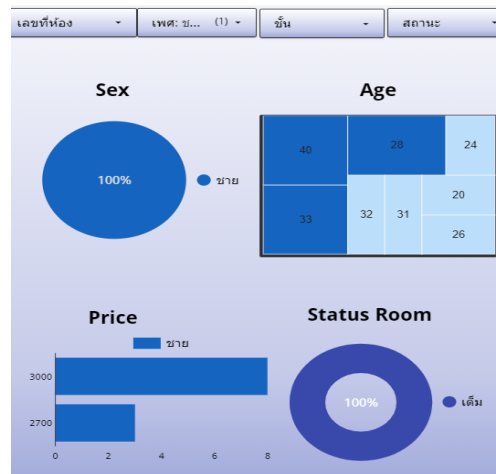 เลขที่ห้อง เพศ: ช... (1) ชั้น สถานะ
Sex
Age
100%
ชาย
40
28
24
33
32
31
20
26
Price
Status Room
ชาย
3000
2700
0 2 4 6 8
100%
เต็ม